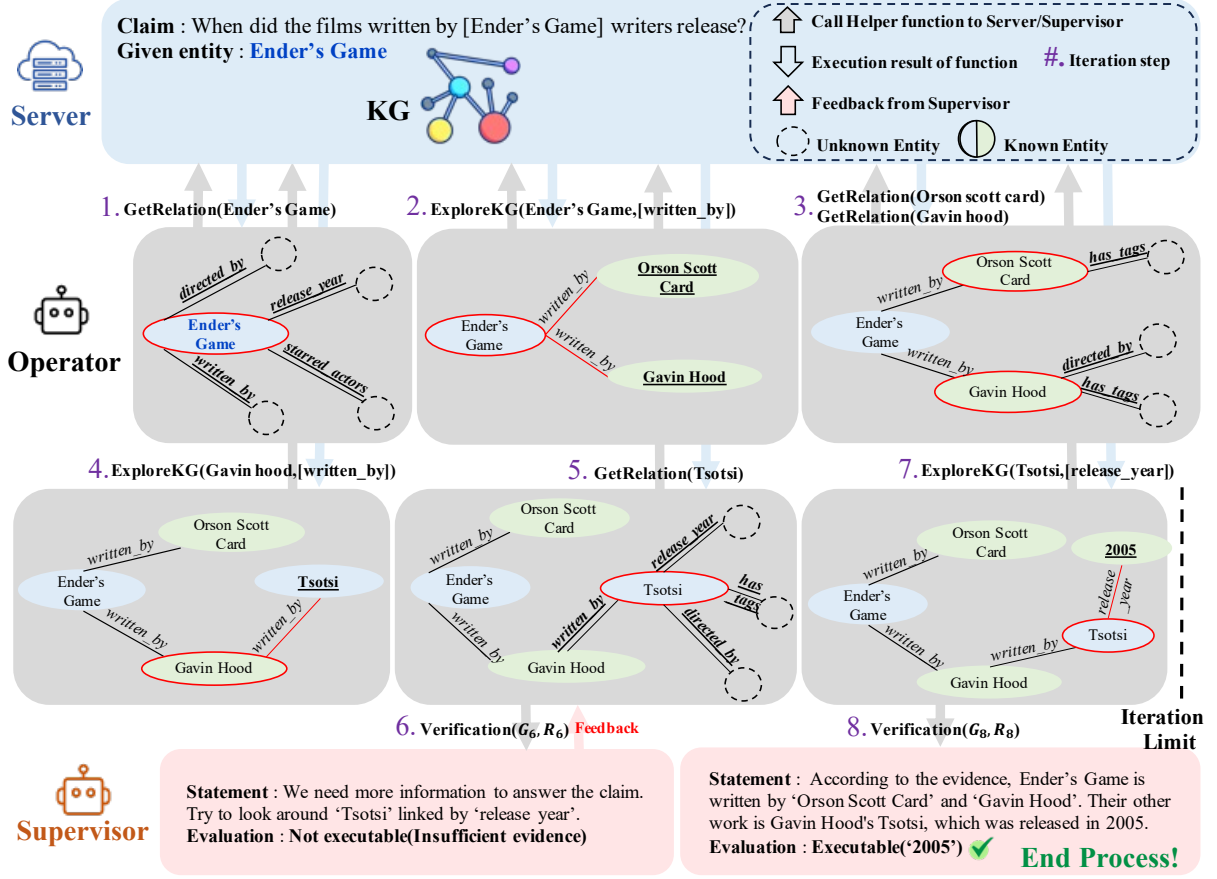 Claim : When did the films written by [Ender's Game] writers release?
Given entity : Ender's Game
KG
Server
Call Helper function to Server/Supervisor
Execution result of function
#. Iteration step
Feedback from Supervisor
Unknown Entity
Known Entity
1. GetRelation(Ender's Game)
2. ExploreKG(Ender's Game,[written_by])
3. GetRelation(Orson scott card)
GetRelation(Gavin hood)
Operator
directed_by
release_year
Ender's
Game
written_by
starred_actors
Ender's
Game
written_by
written_by
Orson Scott
Card
Gavin Hood
Orson Scott
Card
has_tags
written_by
Ender's
Game
written_by
Gavin Hood
directed_by
has_tags
4. ExploreKG(Gavin hood,[written_by])
5. GetRelation(Tsotsi)
7. ExploreKG(Tsotsi,[release_year])
Orson Scott
Card
written_by
Ender's
Game
Tsotsi
written_by
written_by
Gavin Hood
Orson Scott
Card
written_by
Ender's
Game
written_by
Gavin Hood
written_by
Tsotsi
release_year
has
tags
directed_by
Orson Scott
Card
written_by
Ender's
Game
written_by
Gavin Hood
written_by
Tsotsi
release
_year
2005
Iteration
Limit
6. Verification(G6, R6) Feedback
8. Verification(G8, R8)
Supervisor
Statement : We need more information to answer the claim.
Try to look around 'Tsotsi' linked by 'release year'.
Evaluation : Not executable(Insufficient evidence)
Statement : According to the evidence, Ender's Game is
written by 'Orson Scott Card' and 'Gavin Hood'. Their other
work is Gavin Hood's Tsotsi, which was released in 2005.
Evaluation : Executable('2005')
End Process!